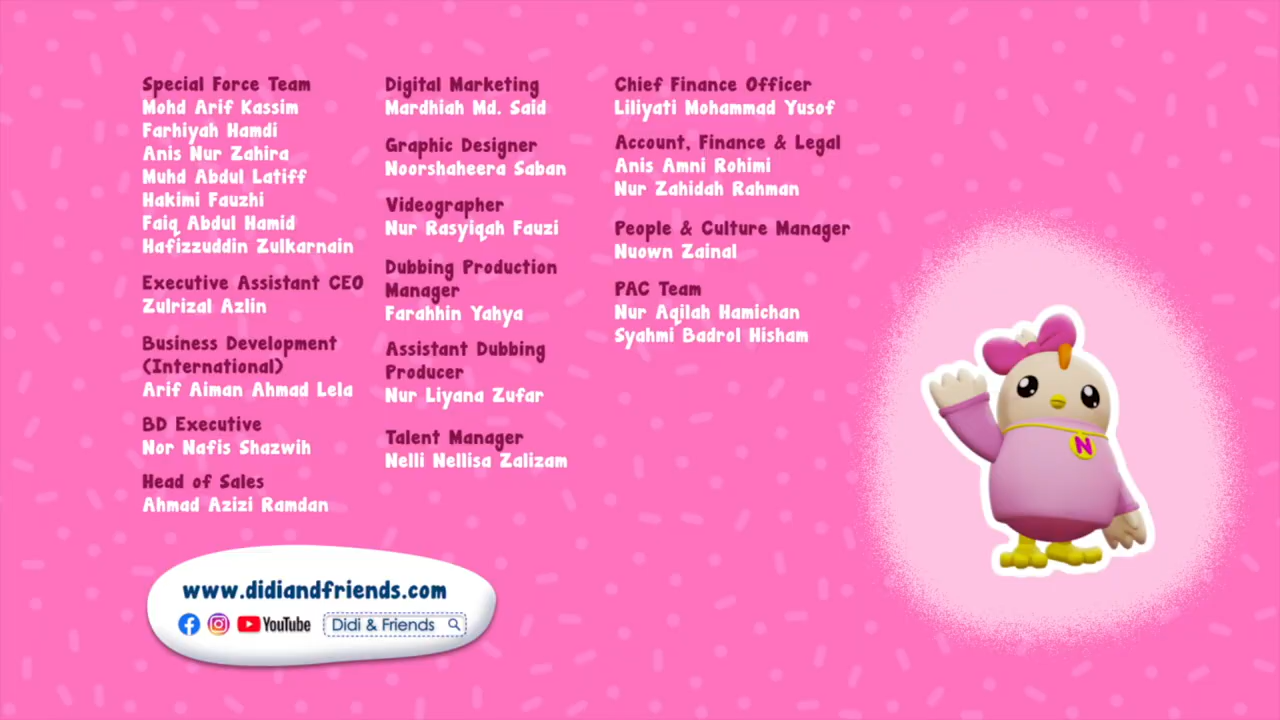 Special Force Team
Mohd Arif Kassim
Farhiyah Hamdi
Anis Nur Zahira
Muhd Abdul Latiff
Hakimi Fauzhi
Faiq Abdul Hamid
Hafizzuddin Zulkarnain
Executive Assistant CEO
Zulrizal Azlin
Business Development
(International)
Arif Aiman Ahmad Lela
BD Executive
Nor Nafis Shazwih
Head of Sales
Ahmad Azizi Ramdan
Digital Marketing
Mardhiah Md. Said
Graphic Designer
Noorshaheera Saban
Videographer
Nur Rasyiqah Fauzi
Dubbing Production
Manager
Farahhin Yahya
Assistant Dubbing
Producer
Nur Liyana Zufar
Talent Manager
Nelli Nellisa Zalizam
Chief Finance Officer
Liliyati Mohammad Yusof
Account, Finance & Legal
Anis Amni Rohimi
Nur Zahidah Rahman
People & Culture Manager
Nuown Zainal
PAC Team
Nur Aqilah Hamichan
Syahmi Badrol Hisham
N
www.didiandfriends.com
YouTube Didi & Friends